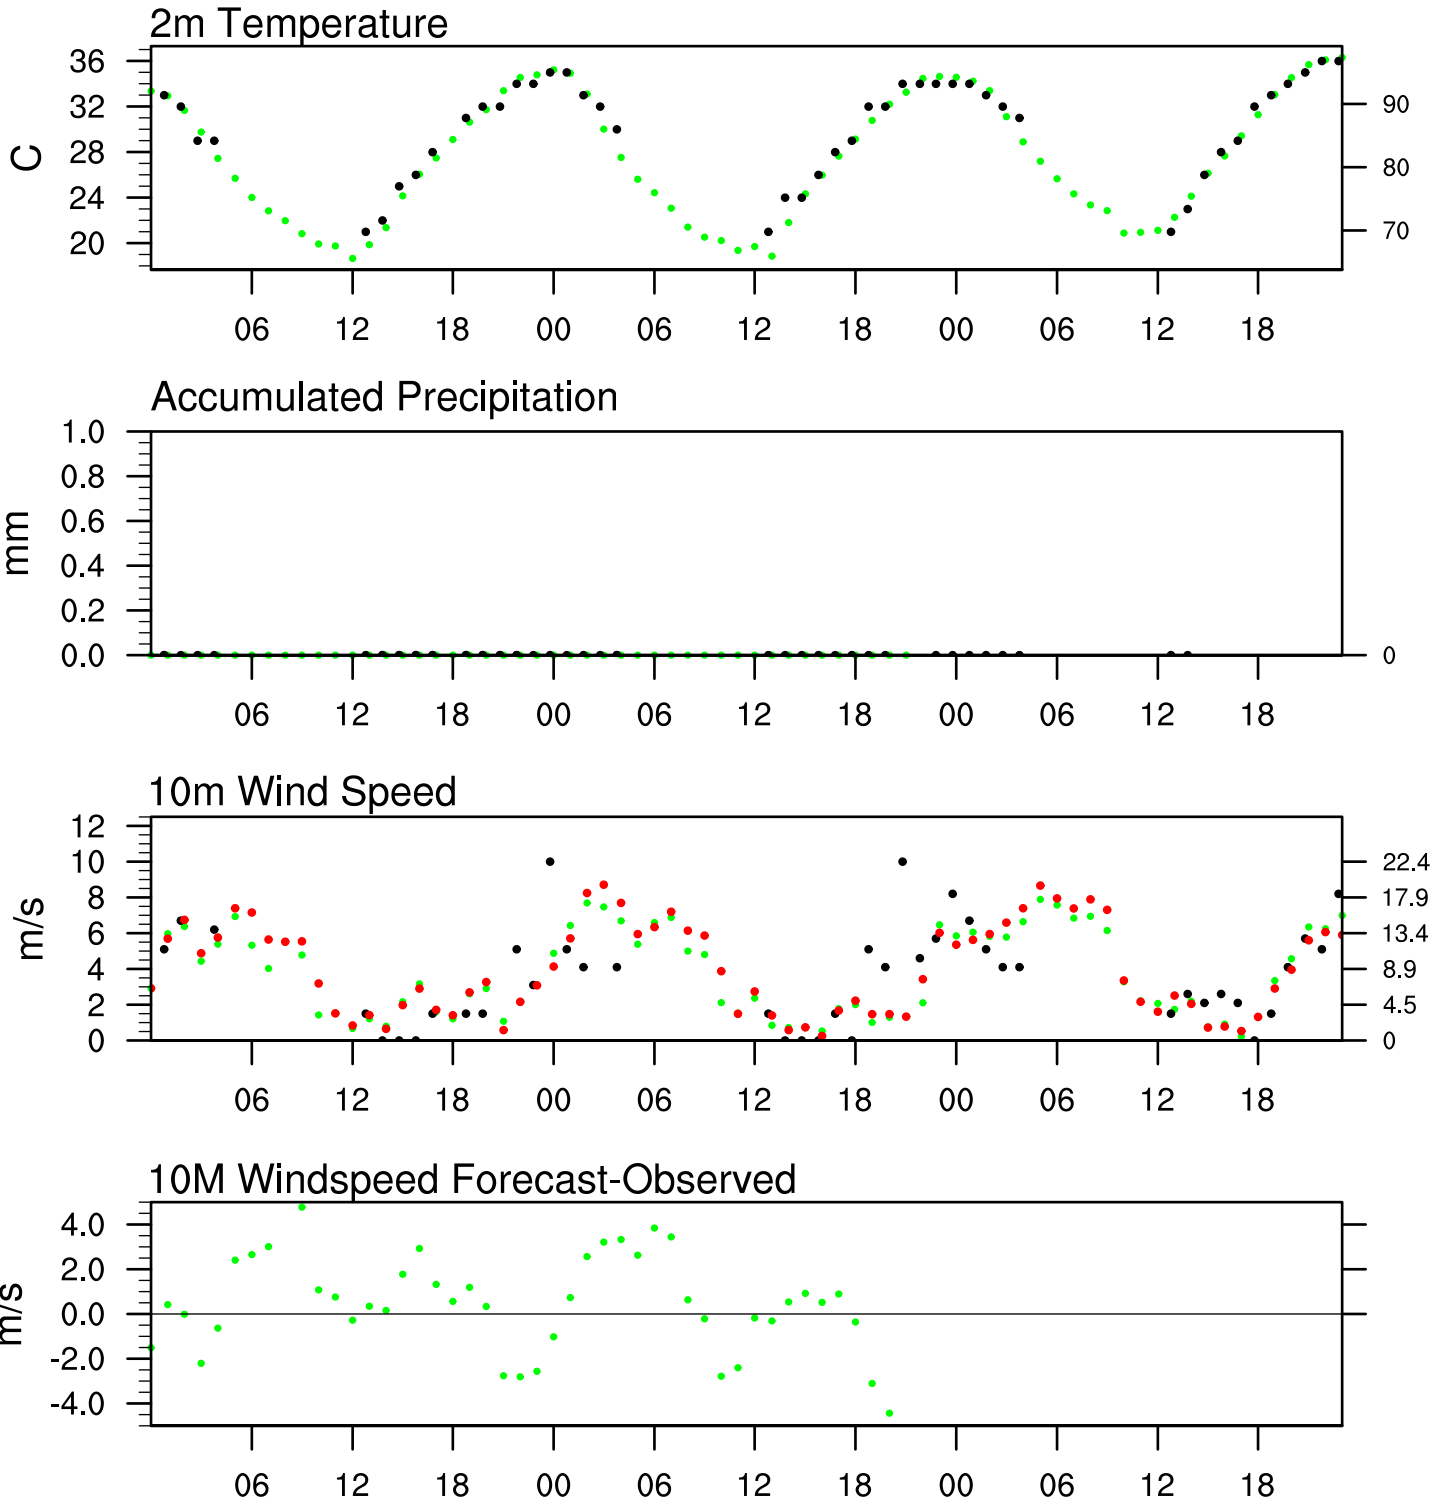 2m Temperature
36
32
28
24
20
C
90
80
70
06 12 18 00 06 12 18 00 06 12 18
Accumulated Precipitation
1.0
0.8
0.6
0.4
0.2
0.0
mm
0
06 12 18 00 06 12 18 00 06 12 18
10m Wind Speed
12
10
8
6
4
2
0
m/s
22.4
17.9
13.4
8.9
4.5
0
06 12 18 00 06 12 18 00 06 12 18
10M Windspeed Forecast-Observed
4.0
2.0
0.0
-2.0
-4.0
m/s
06 12 18 00 06 12 18 00 06 12 18